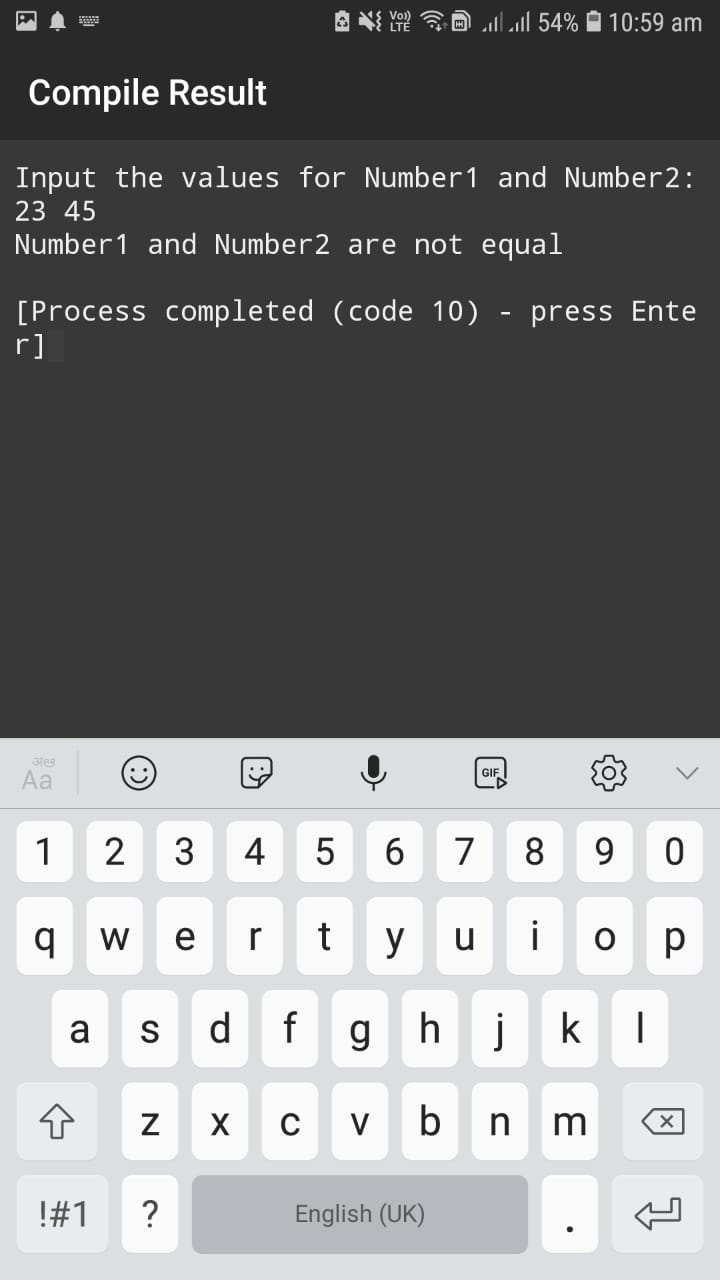 Vo)) LTE 54% 10:59 am
Compile Result
Input the values for Number1 and Number2:
23 45
Number1 and Number2 are not equal
[Process completed (code 10) - press Ente
r]
Aa
GIF
1 2 3 4 5 6 7 8 9 0
q w e r t y u i o p
a s d f g h j k l
z x c v b n m
!#1 ? English (UK) .